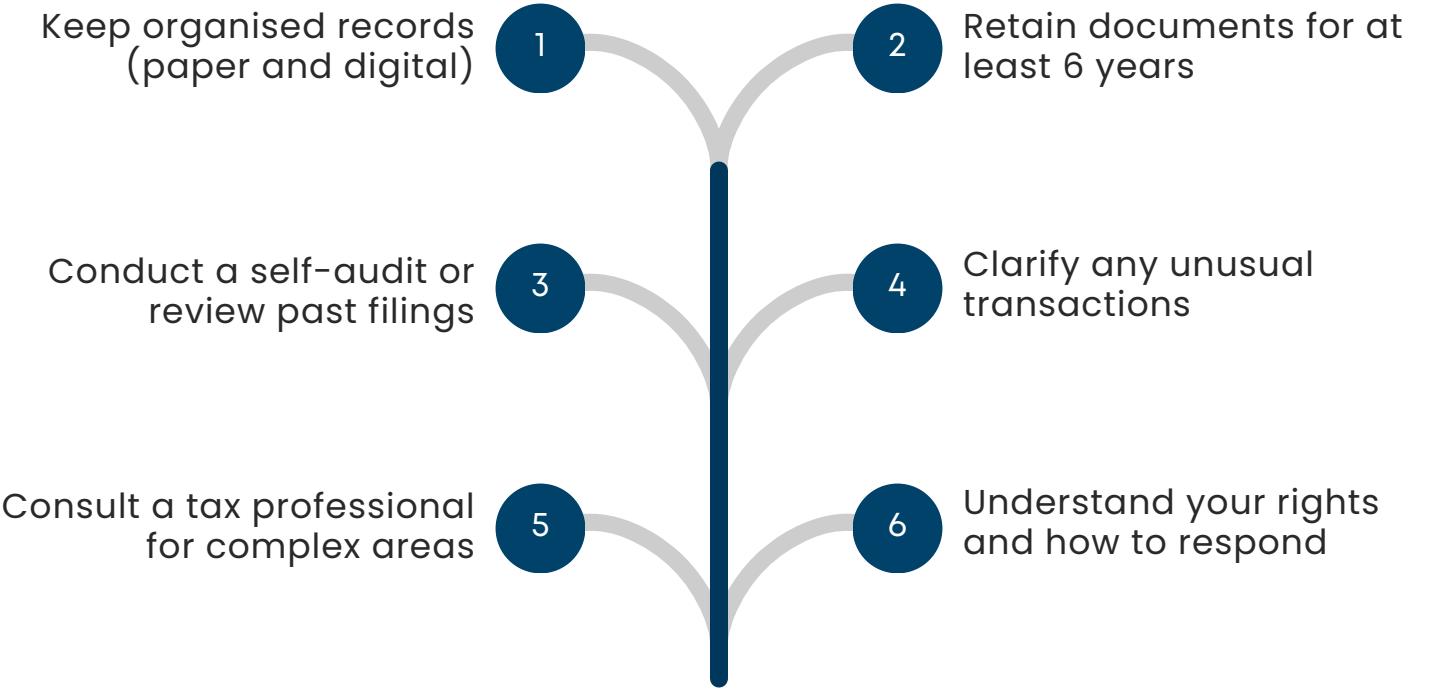 Keep organised records
(paper and digital)
1
2
Retain documents for at
least 6 years
Conduct a self-audit or
review past filings
3
4
Clarify any unusual
transactions
Consult a tax professional
for complex areas
5
6
Understand your rights
and how to respond